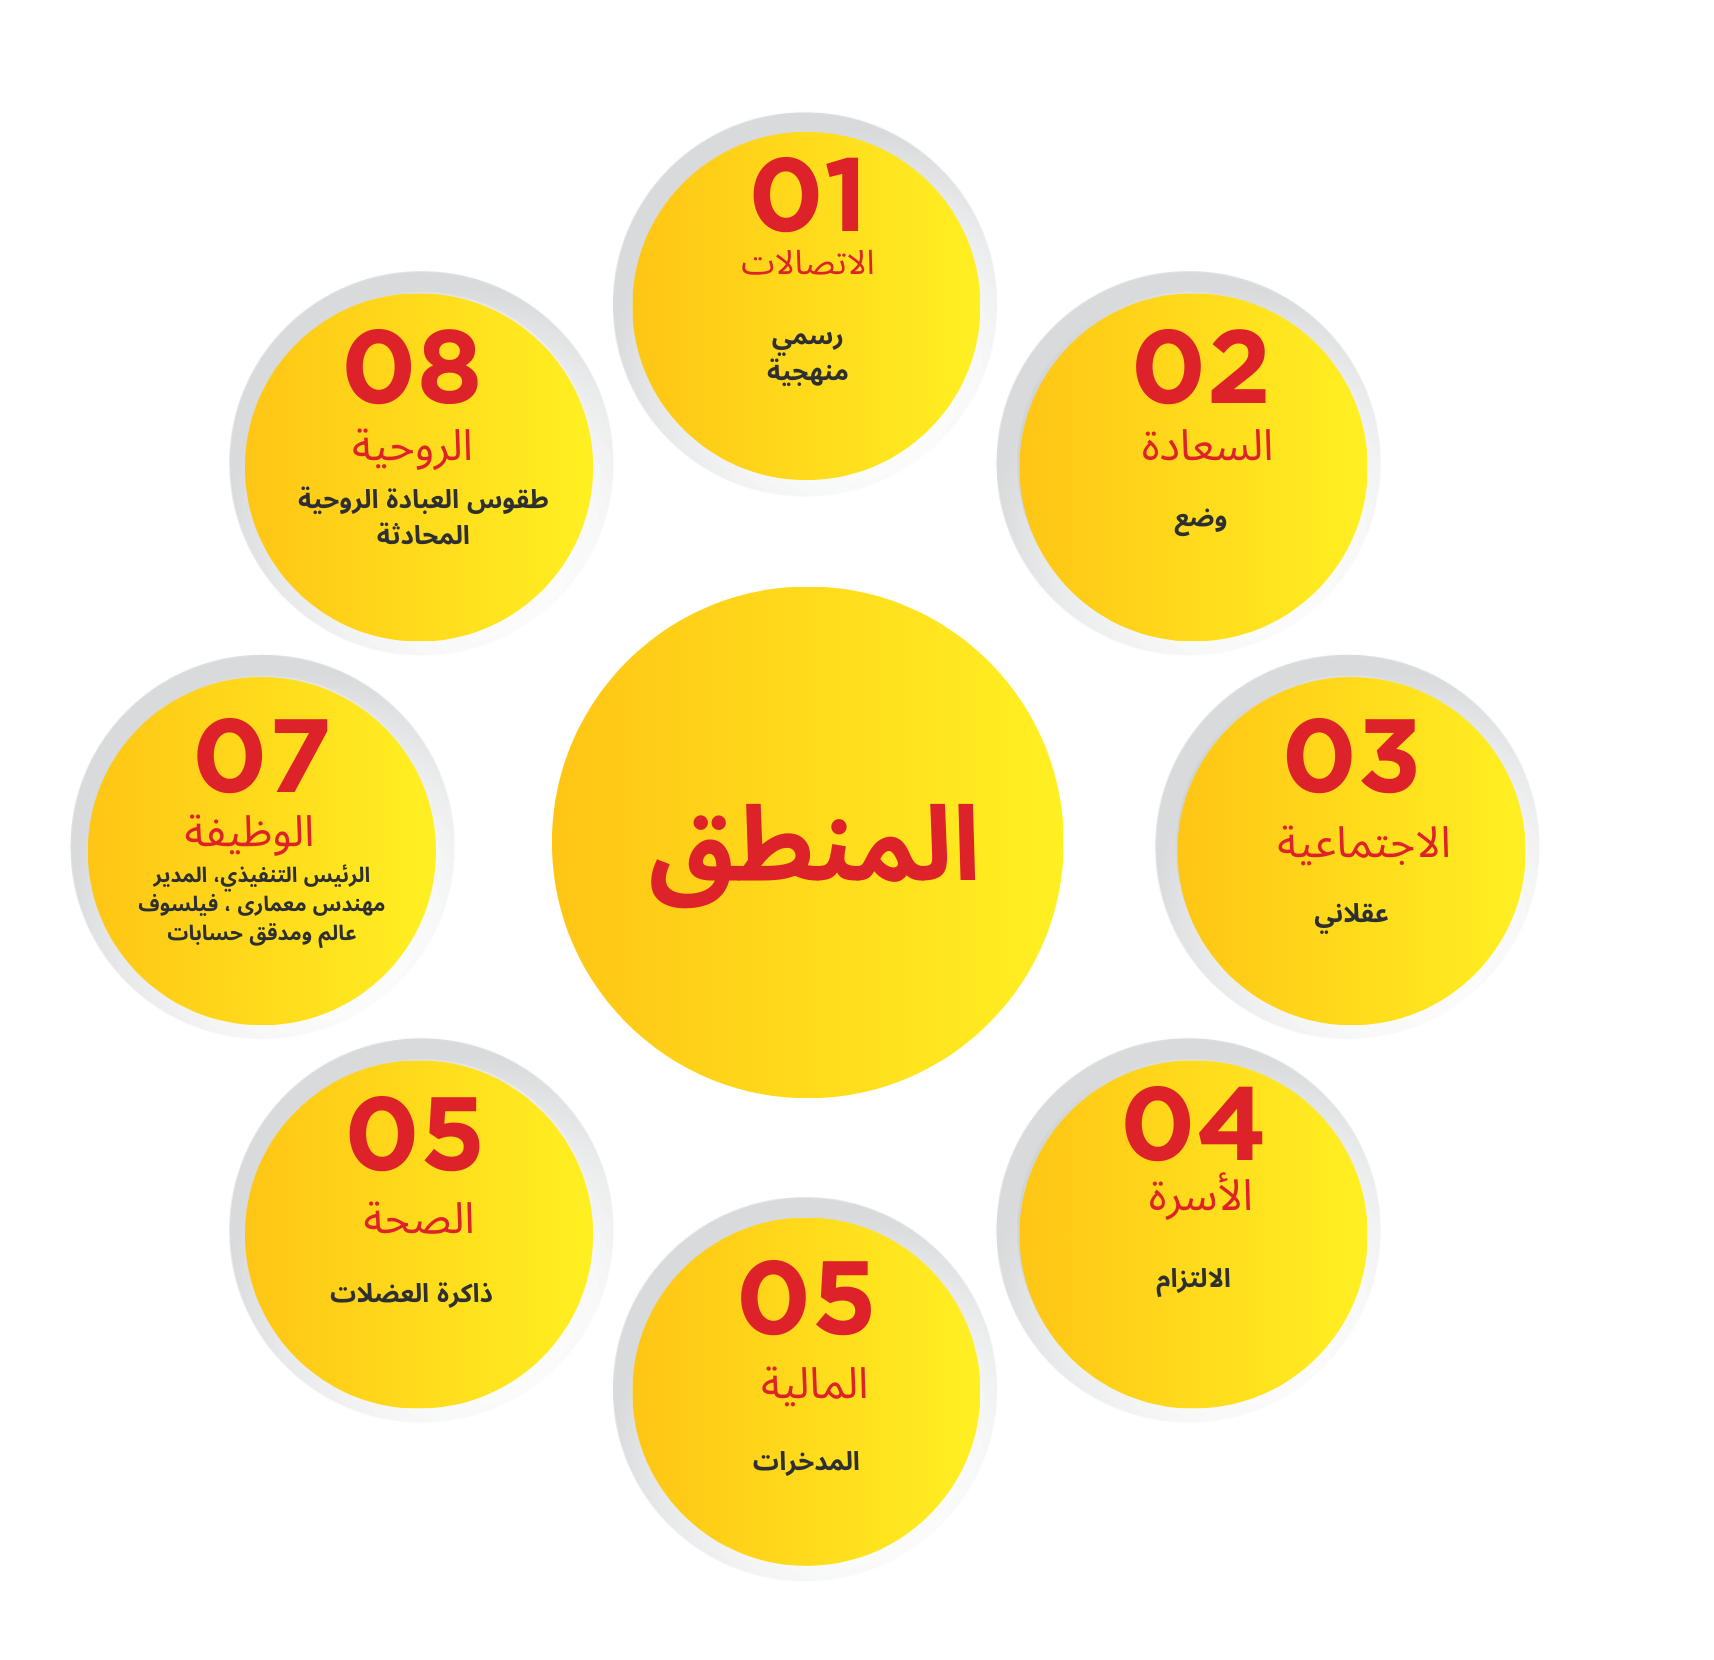 01
الاتصالات
رسمي
منهجية
02
السعادة
وضع
03
الاجتماعية
عقلاني
04
الأسرة
الالتزام
05
المالية
المدخرات
05
الصحة
ذاكرة العضلات
07
الوظيفة
الرئيس التنفيذي، المدير
مهندس معمارى ، فيلسوف
عالم ومدقق حسابات
08
الروحية
طقوس العبادة الروحية
المحادثة
المنطق